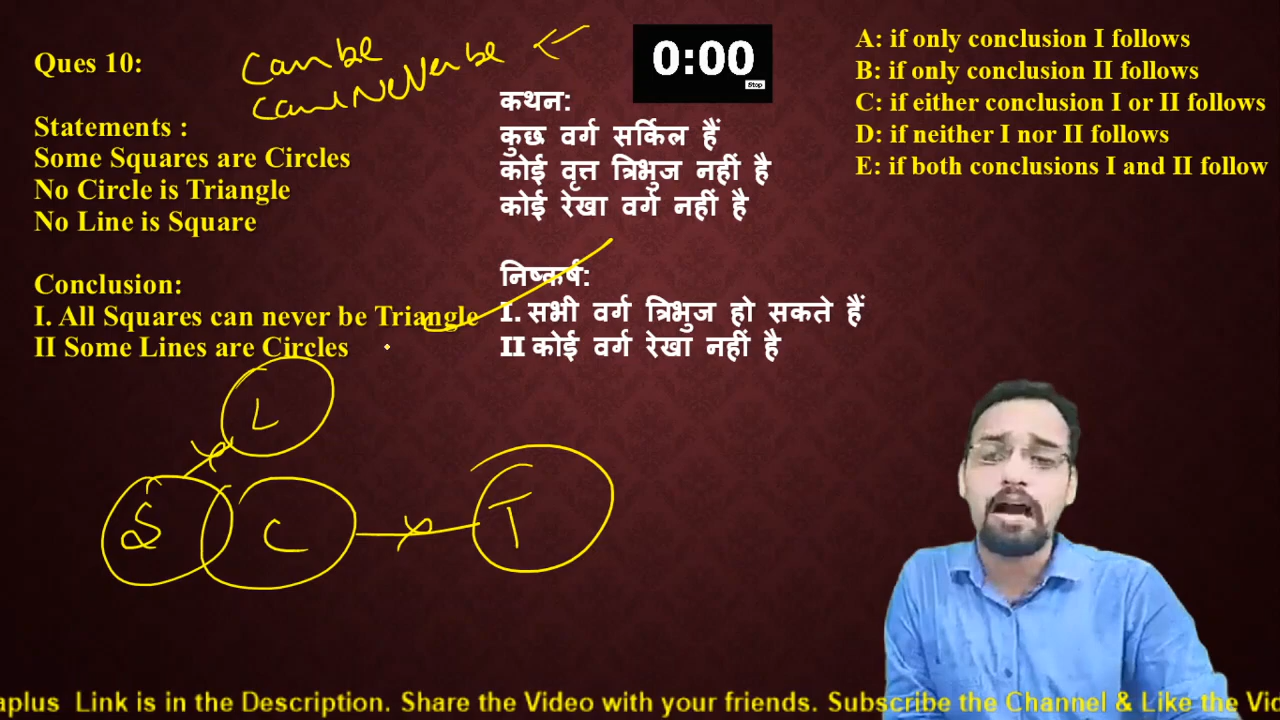 Ques 10:
Can be
Can NeVer be
0:00
Stop
Statements :
Some Squares are Circles
No Circle is Triangle
No Line is Square
Conclusion:
I. All Squares can never be Triangle
II Some Lines are Circles
कथन:
कुछ वर्ग सर्किल हैं
कोई वृत्त त्रिभुज नहीं है
कोई रेखा वर्ग नहीं है
निष्कर्ष:
I. सभी वर्ग त्रिभुज हो सकते हैं
II कोई वर्ग रेखा नहीं है
A: if only conclusion I follows
B: if only conclusion II follows
C: if either conclusion I or II follows
D: if neither I nor II follows
E: if both conclusions I and II follow
L
S
C
T
aplus Link is in the Description. Share the Video with your friends. Subscribe the Channel & Like the Vid